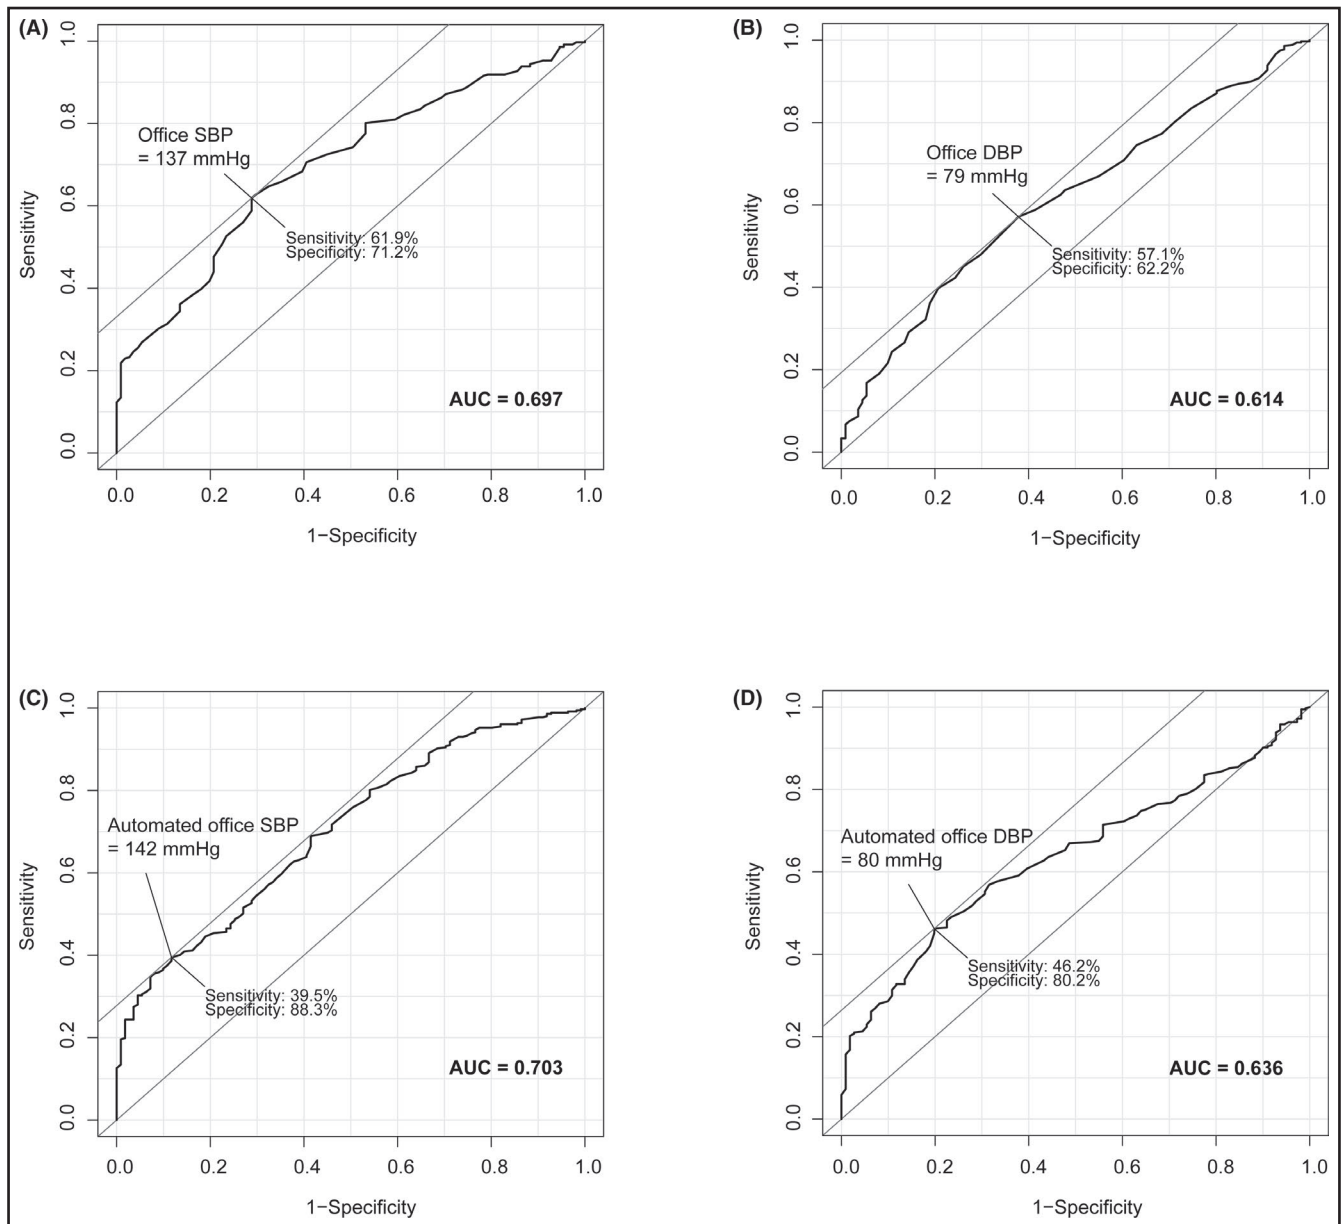 (A)
1.0
0.8
0.6
0.4
0.2
0.0
Sensitivity
Office SBP
= 137 mmHg
Sensitivity: 61.9%
Specificity: 71.2%
AUC = 0.697
0.0 0.2 0.4 0.6 0.8 1.0
1−Specificity
(B)
1.0
0.8
0.6
0.4
0.2
0.0
Sensitivity
Office DBP
= 79 mmHg
Sensitivity: 57.1%
Specificity: 62.2%
AUC = 0.614
0.0 0.2 0.4 0.6 0.8 1.0
1−Specificity
(C)
1.0
0.8
0.6
0.4
0.2
0.0
Sensitivity
Automated office SBP
= 142 mmHg
Sensitivity: 39.5%
Specificity: 88.3%
AUC = 0.703
0.0 0.2 0.4 0.6 0.8 1.0
1−Specificity
(D)
1.0
0.8
0.6
0.4
0.2
0.0
Sensitivity
Automated office DBP
= 80 mmHg
Sensitivity: 46.2%
Specificity: 80.2%
AUC = 0.636
0.0 0.2 0.4 0.6 0.8 1.0
1−Specificity